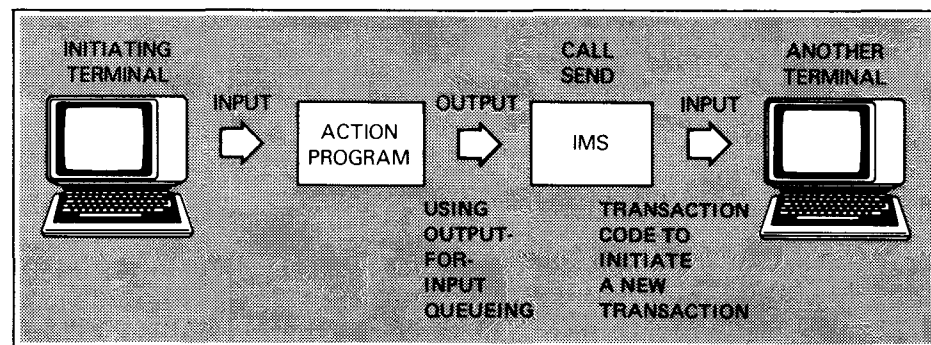 INITIATING
TERMINAL
INPUT
ACTION
PROGRAM
OUTPUT
USING
OUTPUT-
FOR-
INPUT
QUEUEING
CALL
SEND
IMS
INPUT
TRANSACTION
CODE TO
INITIATE
A NEW
TRANSACTION
ANOTHER
TERMINAL